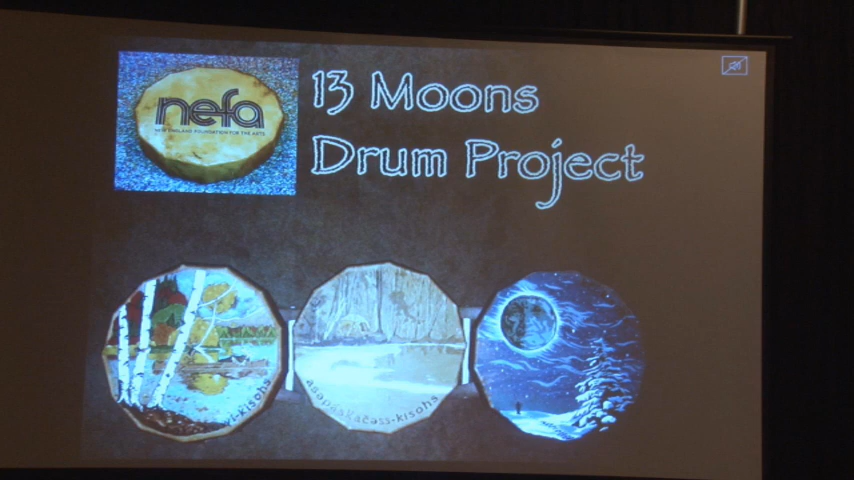 nefa
NEW ENGLAND FOUNDATION FOR THE ARTS
13 Moons
Drum Project